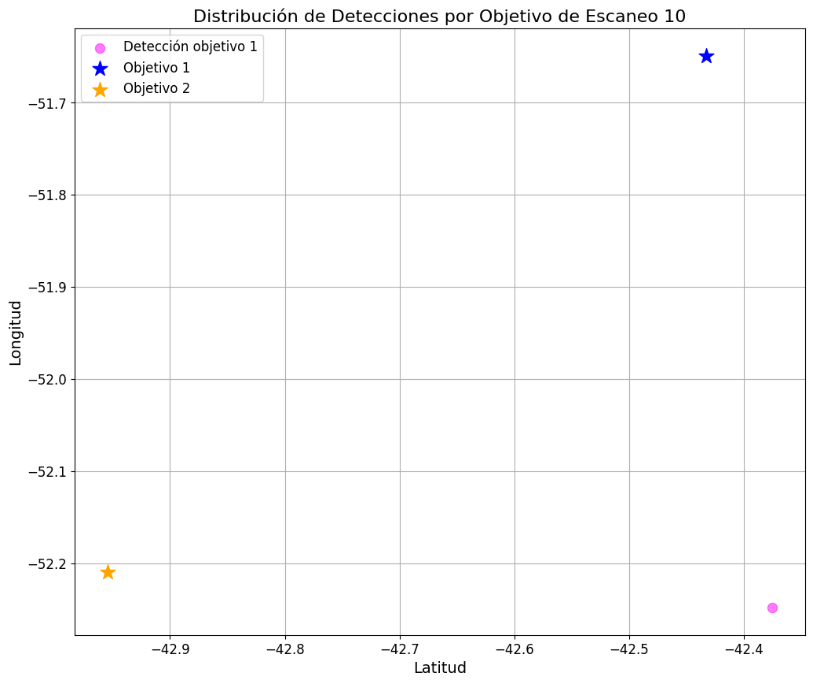 Distribución de Detecciones por Objetivo de Escaneo 10
Detección objetivo 1
Objetivo 1
Objetivo 2
−51.7
−51.8
−51.9
−52.0
−52.1
−52.2
Longitud
−42.9 −42.8 −42.7 −42.6 −42.5 −42.4
Latitud